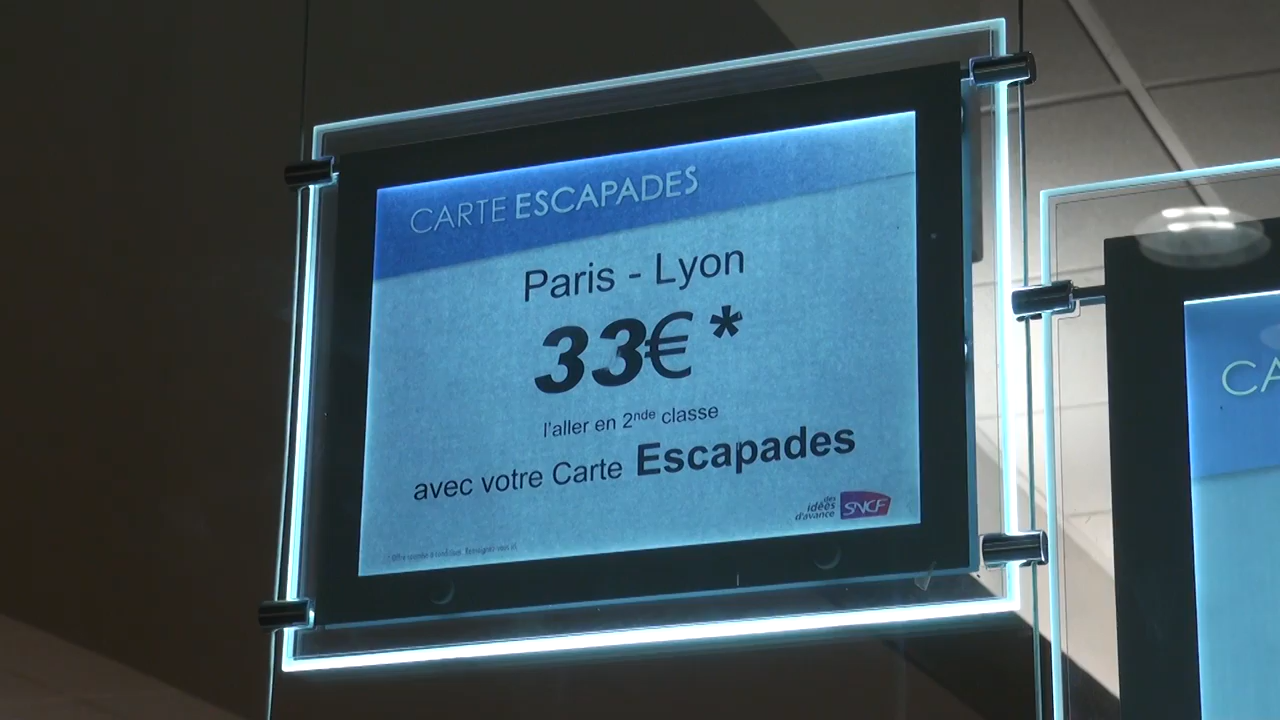 CARTE ESCAPADES
Paris - Lyon
33€*
l'aller en 2nde classe
avec votre Carte Escapades
des
idées
d'avance
SNCF
CA